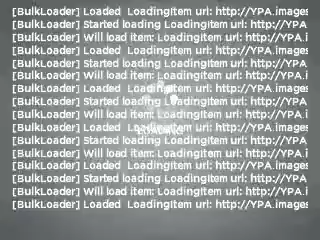 [BulkLoader] Loaded  LoadingItem url: http://YPA.images
[BulkLoader] Started loading LoadingItem url: http://YPA
[BulkLoader] Will load item: LoadingItem url: http://YPA.i
[BulkLoader] Loaded  LoadingItem url: http://YPA.images
[BulkLoader] Started loading LoadingItem url: http://YPA
[BulkLoader] Will load item: LoadingItem url: http://YPA.i
[BulkLoader] Loaded  LoadingItem url: http://YPA.images
[BulkLoader] Started loading LoadingItem url: http://YPA
[BulkLoader] Will load item: LoadingItem url: http://YPA.i
[BulkLoader] Loaded  LoadingItem url: http://YPA.images
[BulkLoader] Started loading LoadingItem url: http://YPA
[BulkLoader] Will load item: LoadingItem url: http://YPA.i
[BulkLoader] Loaded  LoadingItem url: http://YPA.images
[BulkLoader] Started loading LoadingItem url: http://YPA
[BulkLoader] Will load item: LoadingItem url: http://YPA.i
[BulkLoader] Loaded  LoadingItem url: http://YPA.images